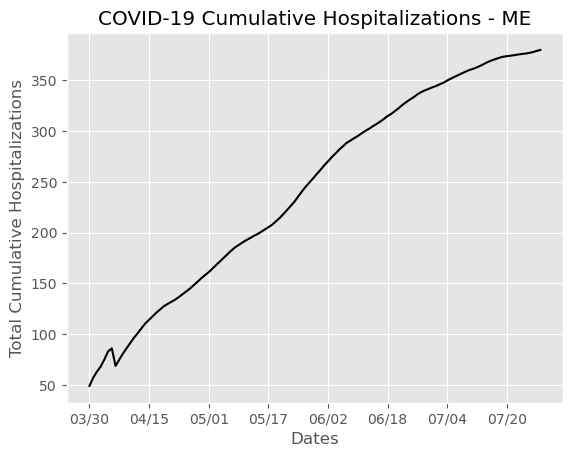 COVID-19 Cumulative Hospitalizations - ME
Total Cumulative Hospitalizations
350
300
250
200
150
100
50
03/30 04/15 05/01 05/17 06/02 06/18 07/04 07/20
Dates